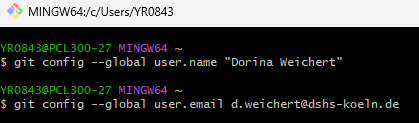 MINGW64:/c/Users/YR0843
YR0843@PCL300-27 MINGW64 ~
$ git config --global user.name "Dorina Weichert"
YR0843@PCL300-27 MINGW64 ~
$ git config --global user.email d.weichert@dshs-koeln.de